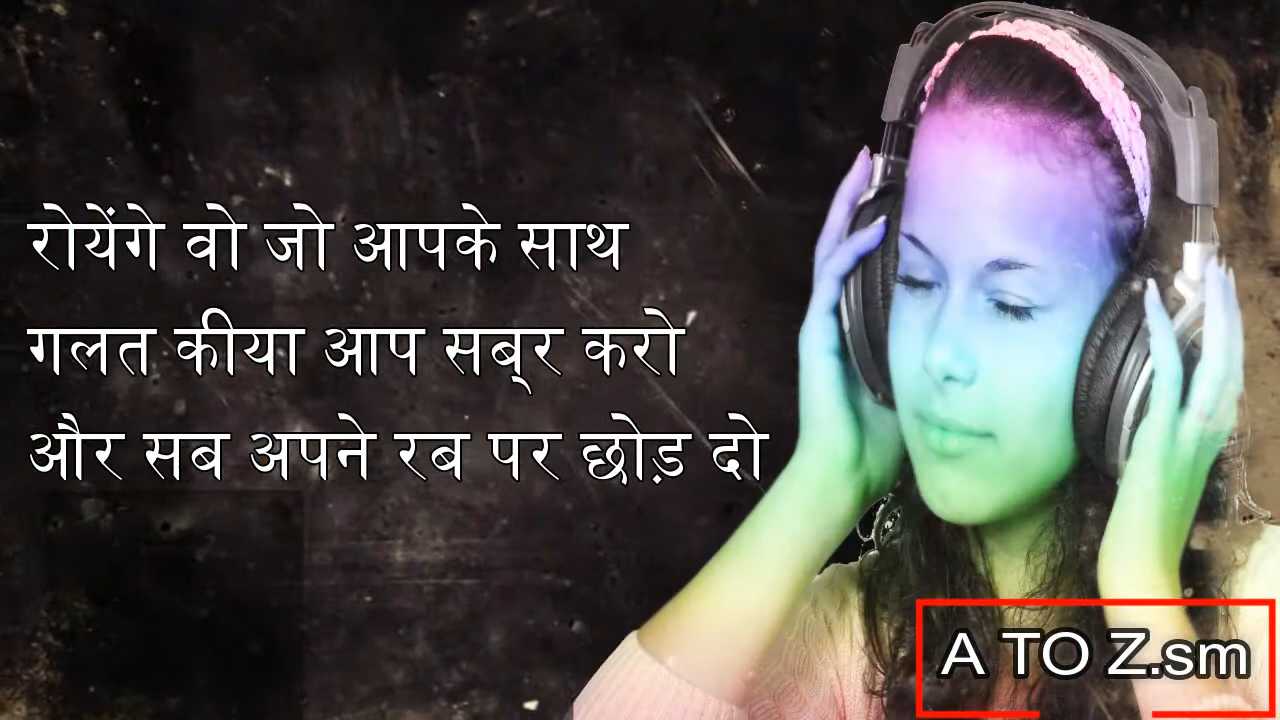 रोयेंगे वो जो आपके साथ
गलत कीया आप सब्‌र करो
और सब अपने रब पर छोड़ दो
A TO Z.sm